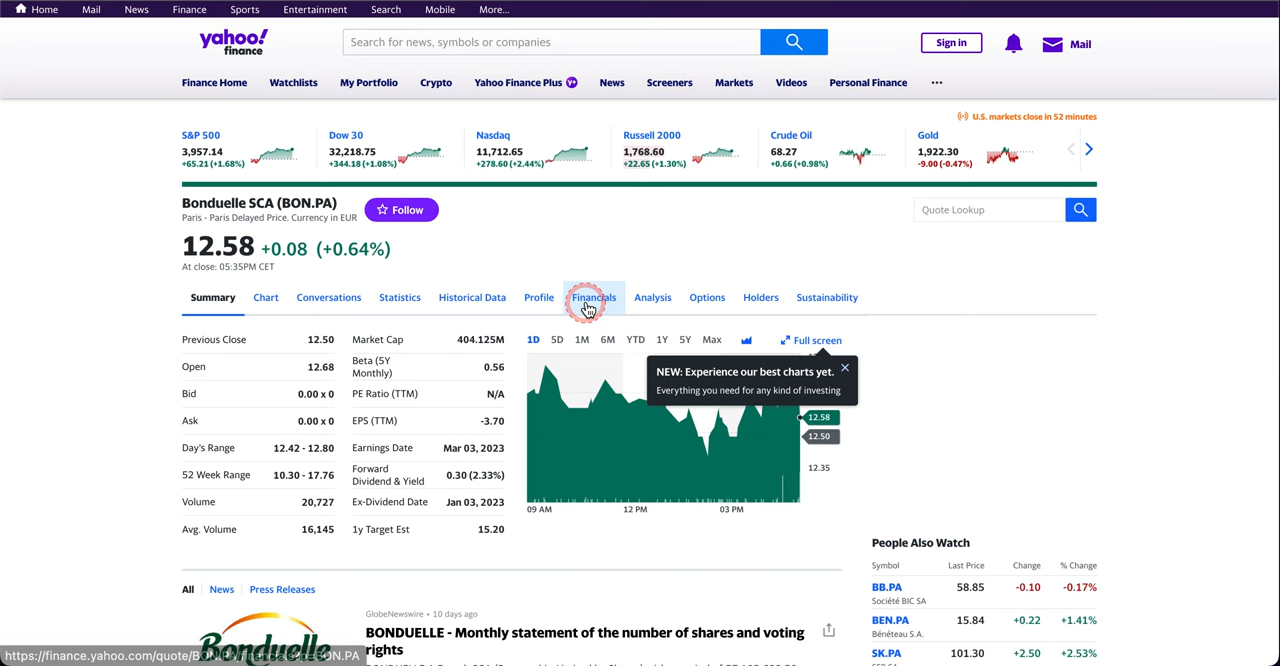 Home Mail News Finance Sports Entertainment Search Mobile More...
yahoo! finance
Search for news, symbols or companies
Sign in
Mail
Finance Home Watchlists My Portfolio Crypto Yahoo Finance Plus News Screeners Markets Videos Personal Finance ...
U.S. markets close in 52 minutes
S&P 500
3,957.14
+65.21 (+1.68%)
Dow 30
32,218.75
+344.18 (+1.08%)
Nasdaq
11,712.65
+278.60 (+2.44%)
Russell 2000
1,768.60
+22.65 (+1.30%)
Crude Oil
68.27
+0.66 (+0.98%)
Gold
1,922.30
-9.00 (-0.47%)
Bonduelle SCA (BON.PA)
Paris - Paris Delayed Price. Currency in EUR
Follow
Quote Lookup
12.58 +0.08 (+0.64%)
At close: 05:35PM CET
Summary Chart Conversations Statistics Historical Data Profile Financials Analysis Options Holders Sustainability
Previous Close 12.50
Open 12.68
Bid 0.00 x 0
Ask 0.00 x 0
Day's Range 12.42 - 12.80
52 Week Range 10.30 - 17.76
Volume 20,727
Avg. Volume 16,145
Market Cap 404.125M
Beta (5Y Monthly) 0.56
PE Ratio (TTM) N/A
EPS (TTM) -3.70
Earnings Date Mar 03, 2023
Forward Dividend & Yield 0.30 (2.33%)
Ex-Dividend Date Jan 03, 2023
1y Target Est 15.20
1D 5D 1M 6M YTD 1Y 5Y Max
Full screen
NEW: Experience our best charts yet.
Everything you need for any kind of investing
12.58
12.50
12.35
09 AM 12 PM 03 PM
People Also Watch
Symbol Last Price Change % Change
BB.PA 58.85 -0.10 -0.17%
Société BIC SA
BEN.PA 15.84 +0.22 +1.41%
Bénéteau S.A.
SK.PA 101.30 +2.50 +2.53%
All News Press Releases
GlobeNewswire • 10 days ago
BONDUELLE - Monthly statement of the number of shares and voting
rights
Bonduelle